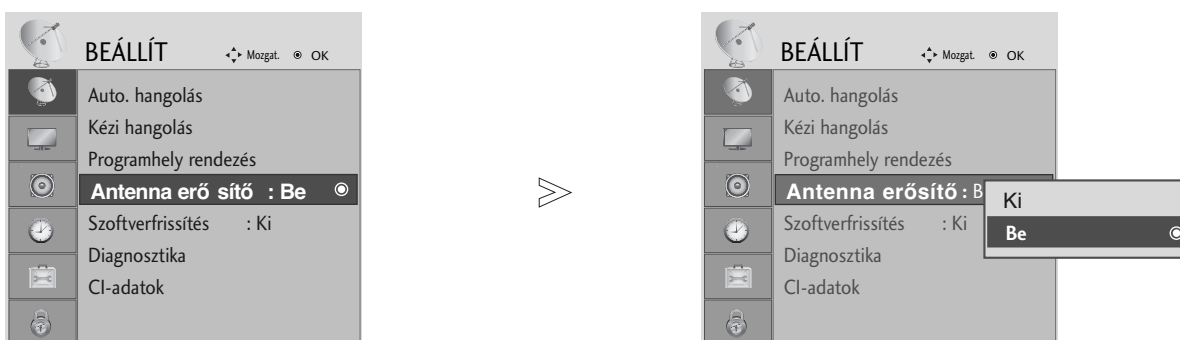 BEÁLLÍT Mozgat. OK
Auto. hangolás
Kézi hangolás
Programhely rendezés
Antenna erő sítő : Be
Szoftverfrissítés : Ki
Diagnosztika
CI-adatok
BEÁLLÍT Mozgat. OK
Auto. hangolás
Kézi hangolás
Programhely rendezés
Antenna erősítő : B
Szoftverfrissítés : Ki
Diagnosztika
CI-adatok
Ki
Be